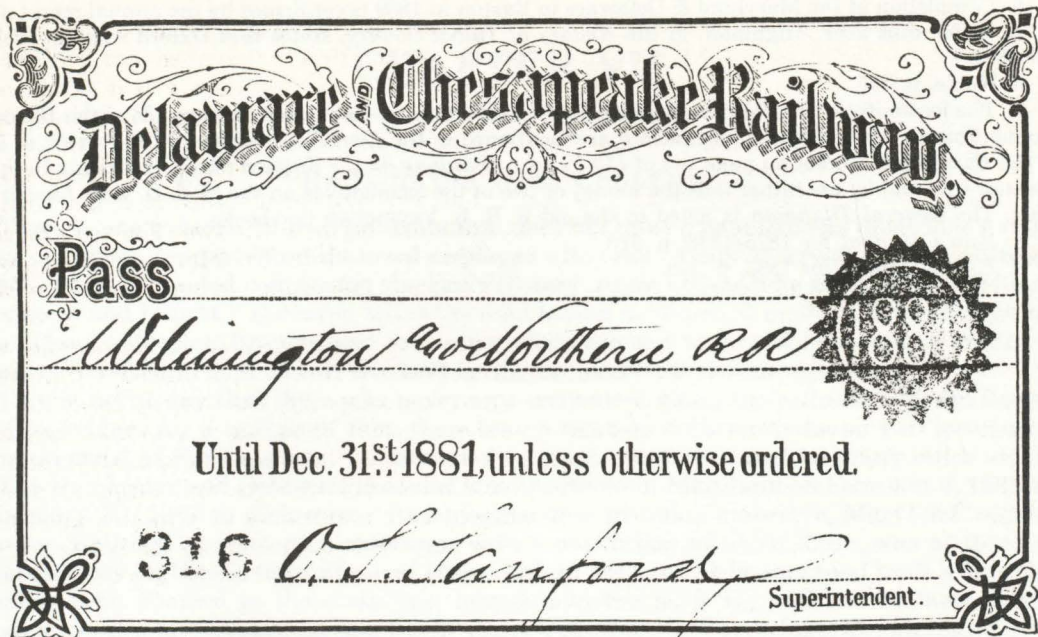 Delaware AND Chesapeake Railway.
Pass
1881
Wilmington and Northern RR
Until Dec. 31st. 1881, unless otherwise ordered.
316
Superintendent.